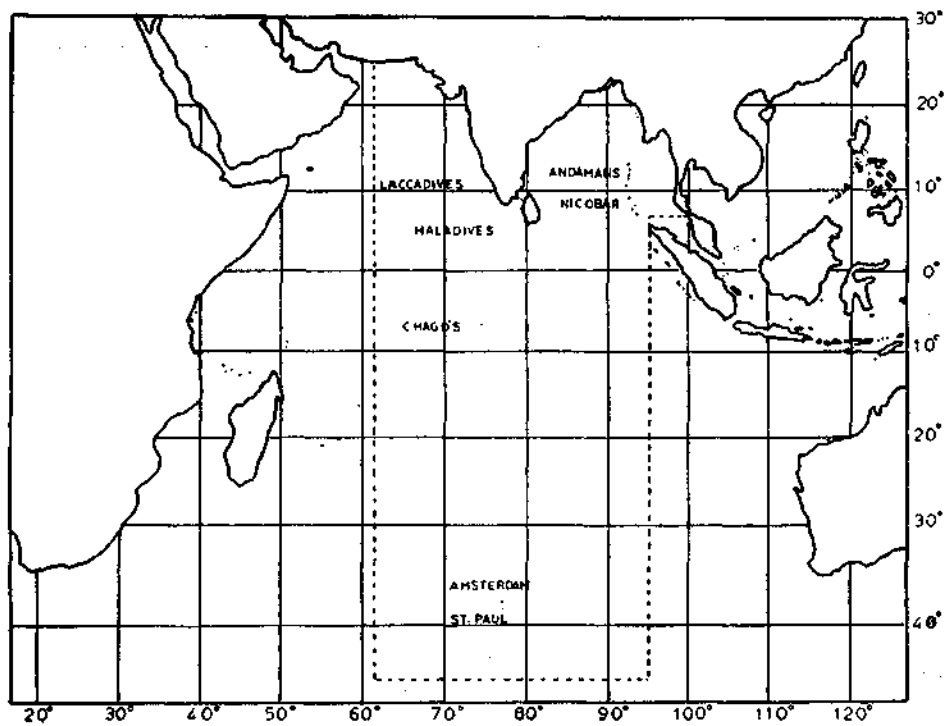 30°
20°
LACCADIVES
ANDAMANS
10°
NICOBAR
HALADIVES
0°
CHAGOS
10°
20°
30°
AMSTERDAM
ST. PAUL
40°
20° 30° 40° 50° 60° 70° 80° 90° 100° 110° 120°